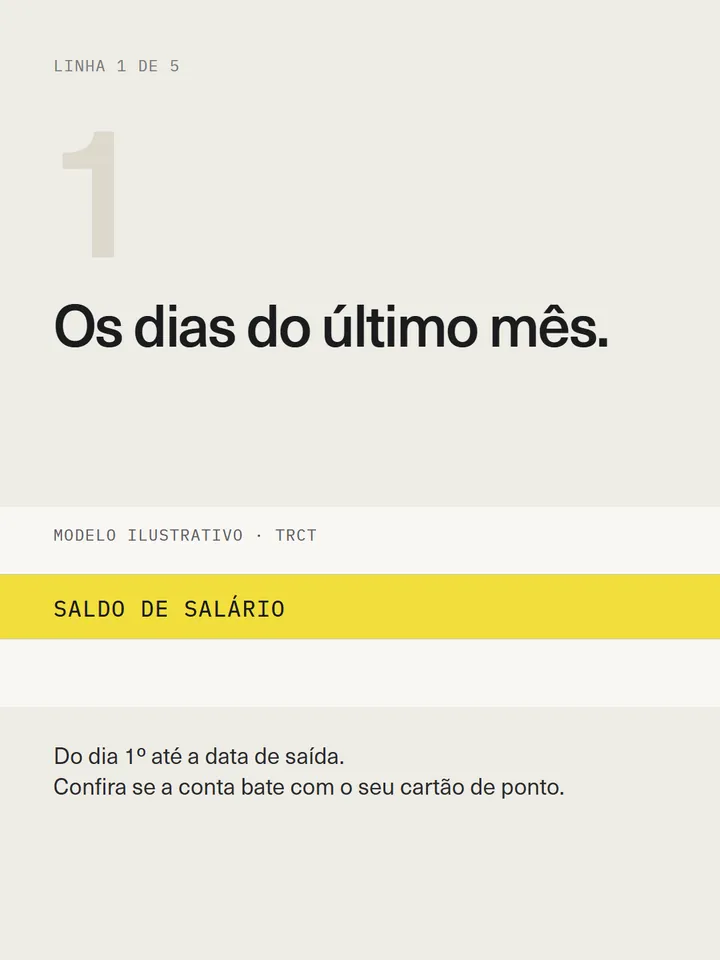 LINHA 1 DE 5
1
Os dias do último mês.
MODELO ILUSTRATIVO · TRCT
SALDO DE SALÁRIO
Do dia 1º até a data de saída.
Confira se a conta bate com o seu cartão de ponto.